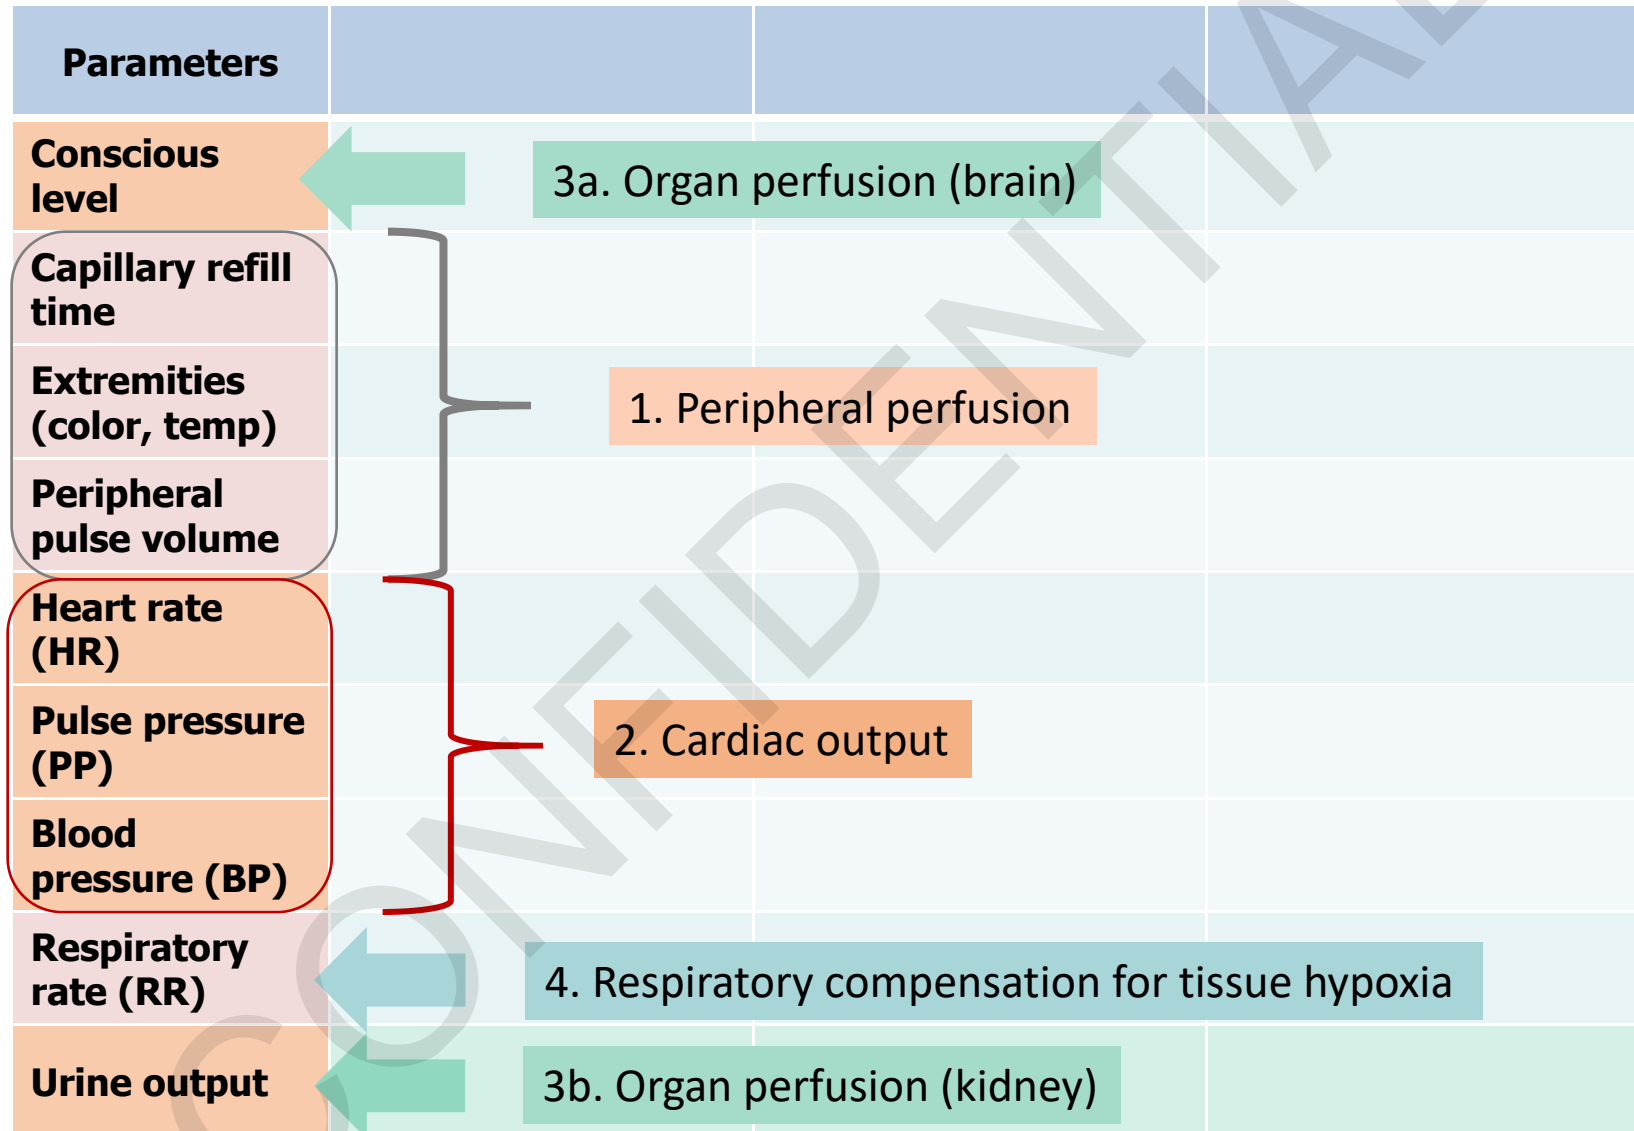 Parameters
Conscious
level
3a. Organ perfusion (brain)
Capillary refill
time
Extremities
(color, temp)
1. Peripheral perfusion
Peripheral
pulse volume
Heart rate
(HR)
Pulse pressure
(PP)
2. Cardiac output
Blood
pressure (BP)
Respiratory
rate (RR)
4. Respiratory compensation for tissue hypoxia
Urine output
3b. Organ perfusion (kidney)
CONFIDENTIAL